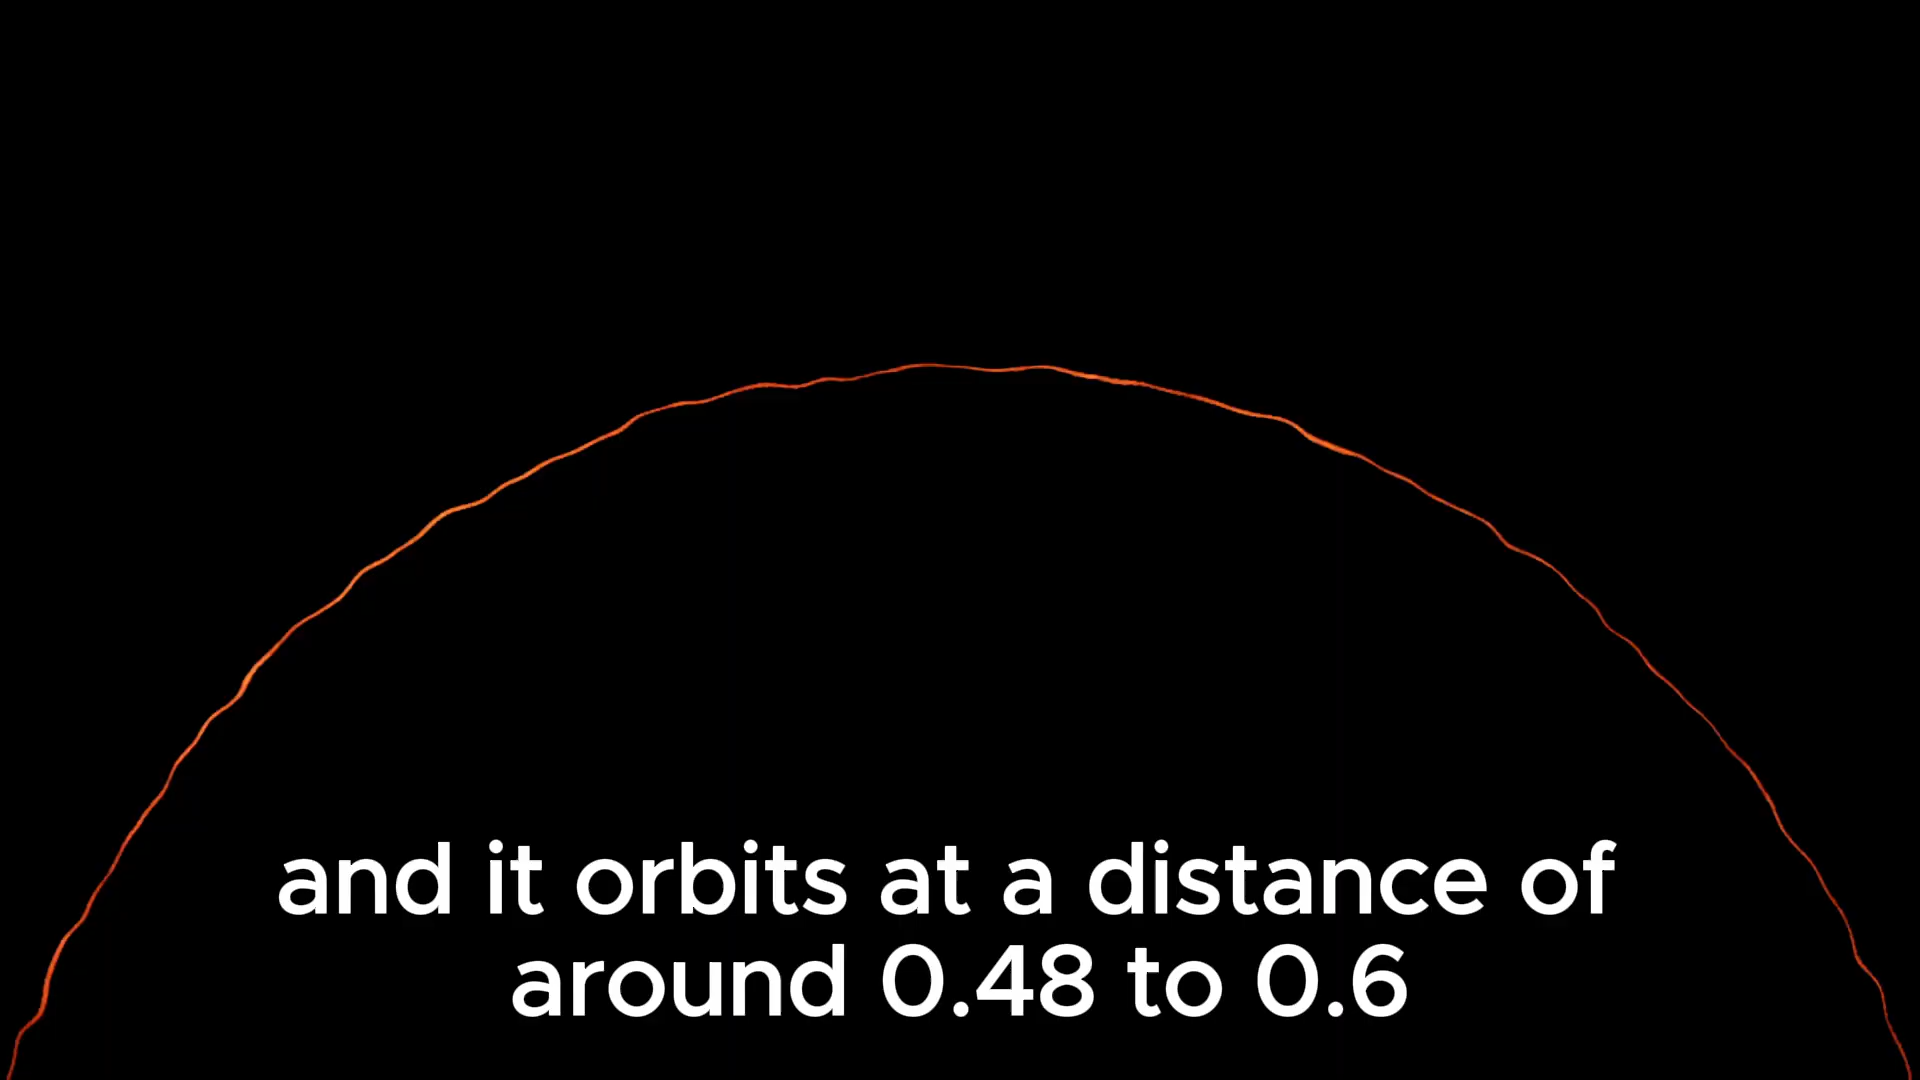 and it orbits at a distance of
around 0.48 to 0.6